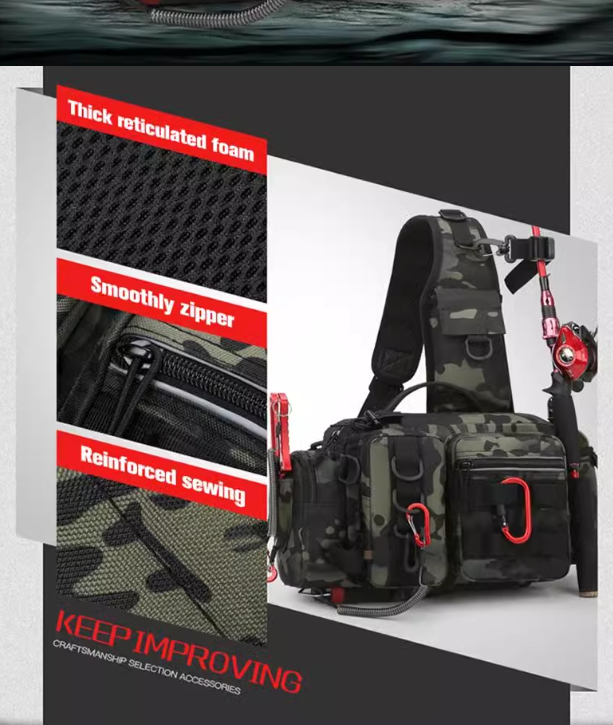 Thick reticulated foam
Smoothly zipper
Reinforced sewing
KEEP IMPROVING
CRAFTSMANSHIP SELECTION ACCESSORIES